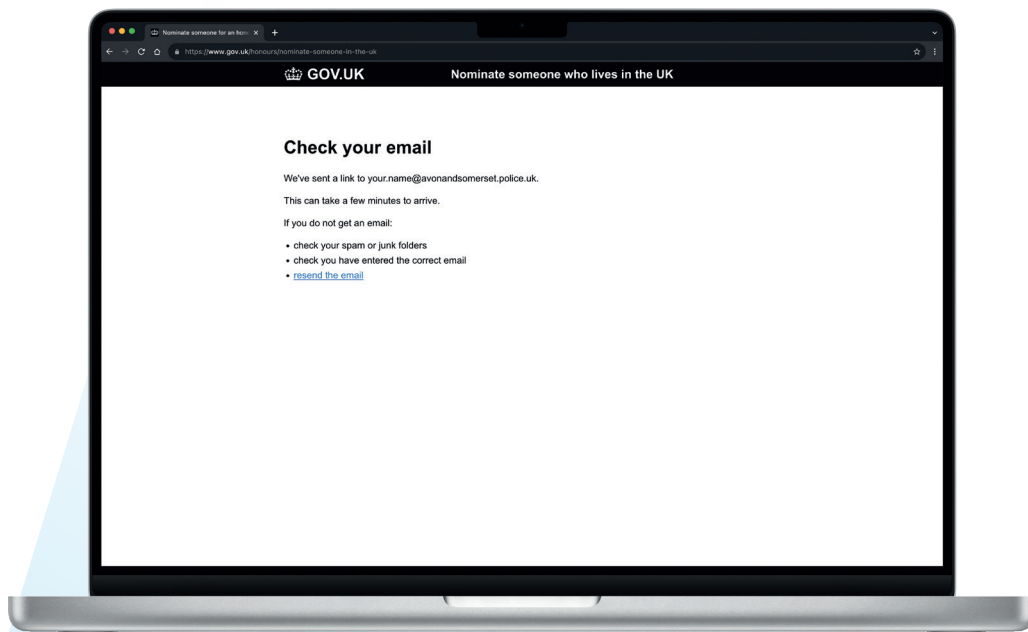 Nominate someone for an hono
https://www.gov.uk/honours/nominate-someone-in-the-uk
GOV.UK Nominate someone who lives in the UK
Check your email
We've sent a link to your.name@avonandsomerset.police.uk.
This can take a few minutes to arrive.
If you do not get an email:
• check your spam or junk folders
• check you have entered the correct email
• resend the email